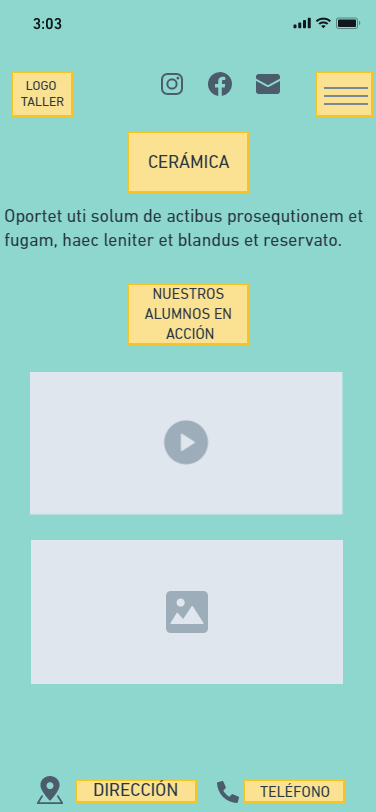 3:03
LOGO
TALLER
CERÁMICA
Oportet uti solum de actibus prosequtionem et
fugam, haec leniter et blandus et reservato.
NUESTROS
ALUMNOS EN
ACCIÓN
DIRECCIÓN
TELÉFONO